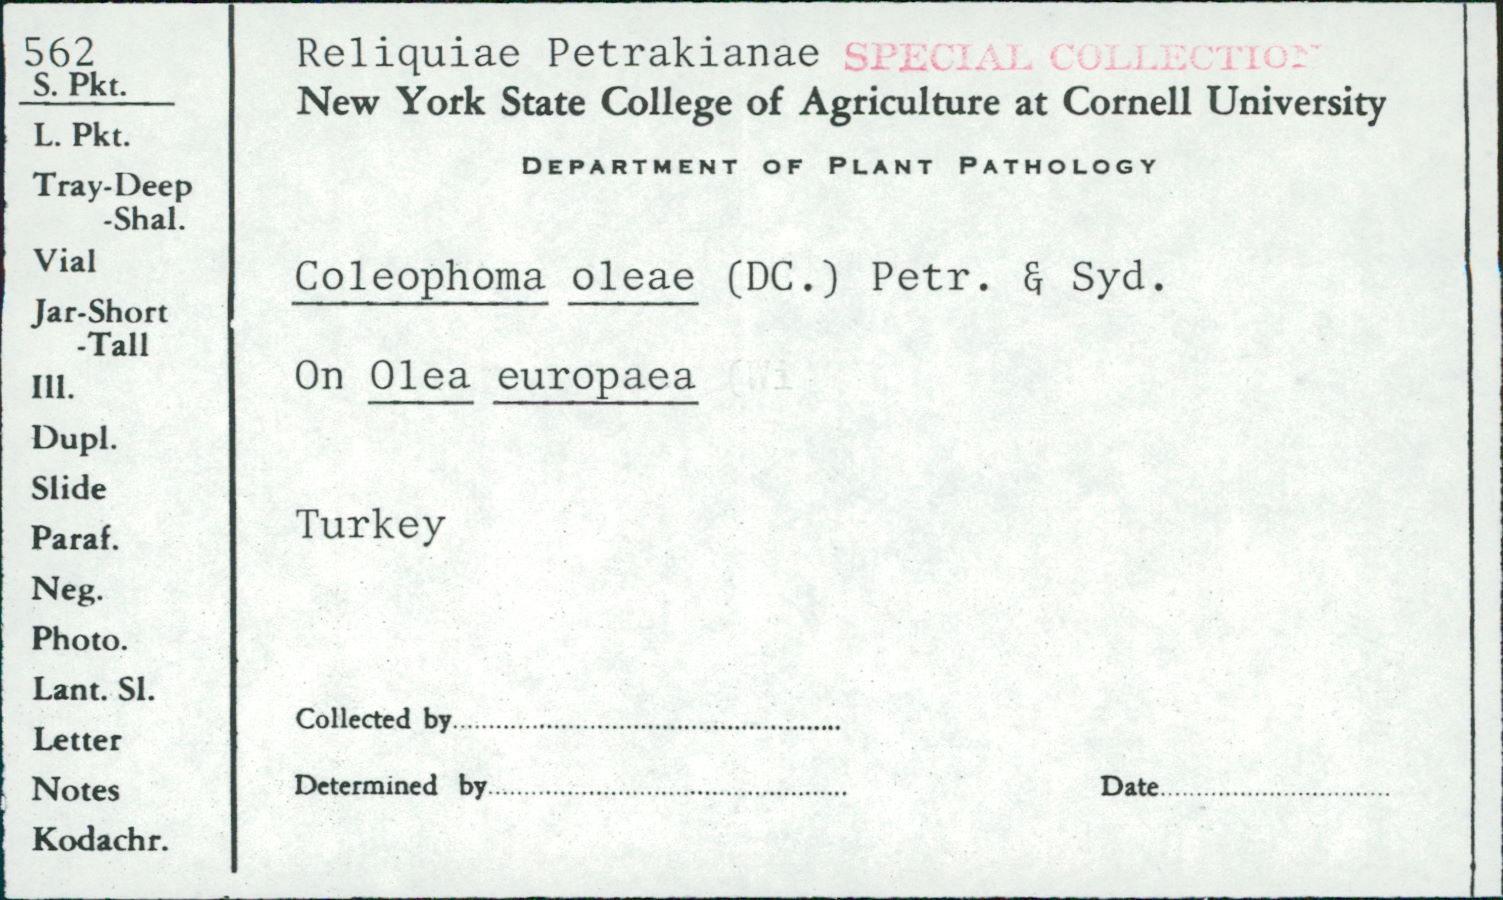 562
S. Pkt.
L. Pkt.
Tray-Deep
-Shal.
Vial
Jar-Short
-Tall
Ill.
Dupl.
Slide
Paraf.
Neg.
Photo.
Lant. Sl.
Letter
Notes
Kodachr.
Reliquiae Petrakianae SPECIAL COLLECTION
New York State College of Agriculture at Cornell University
DEPARTMENT OF PLANT PATHOLOGY
Coleophoma oleae (DC.) Petr. & Syd.
On Olea europaea
Turkey
Collected by
Determined by
Date